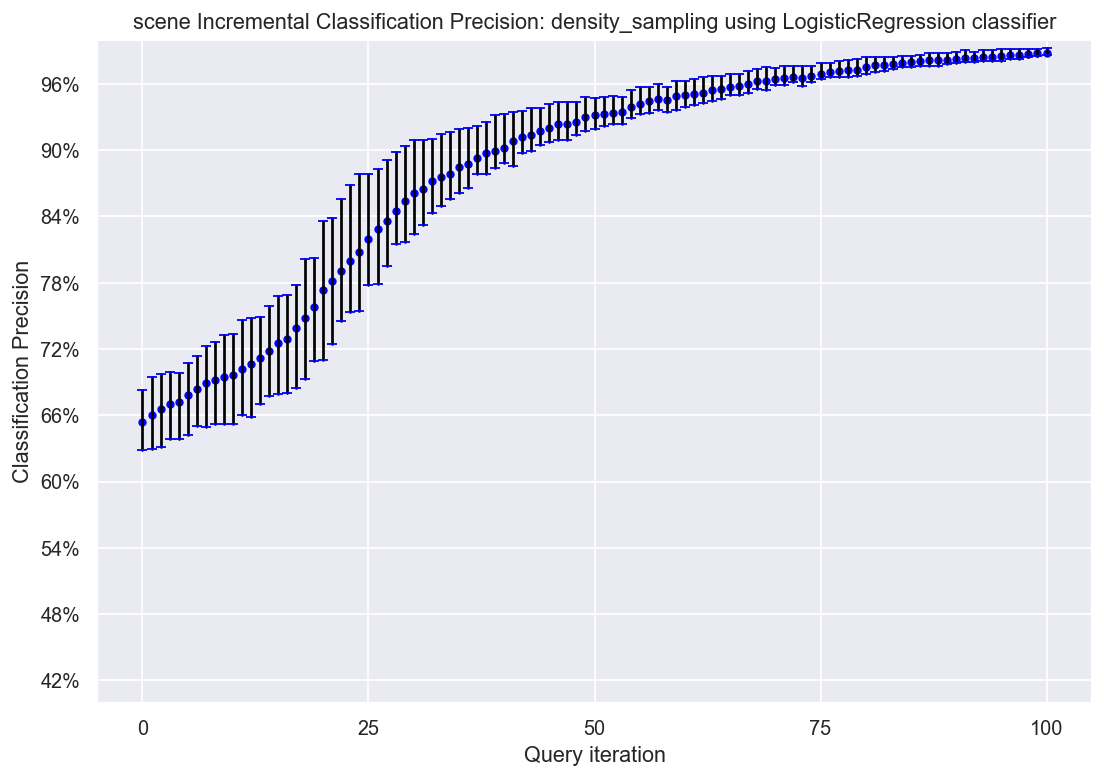 scene Incremental Classification Precision: density_sampling using LogisticRegression classifier
96%
90%
84%
78%
72%
66%
60%
54%
48%
42%
Classification Precision
0 25 50 75 100
Query iteration